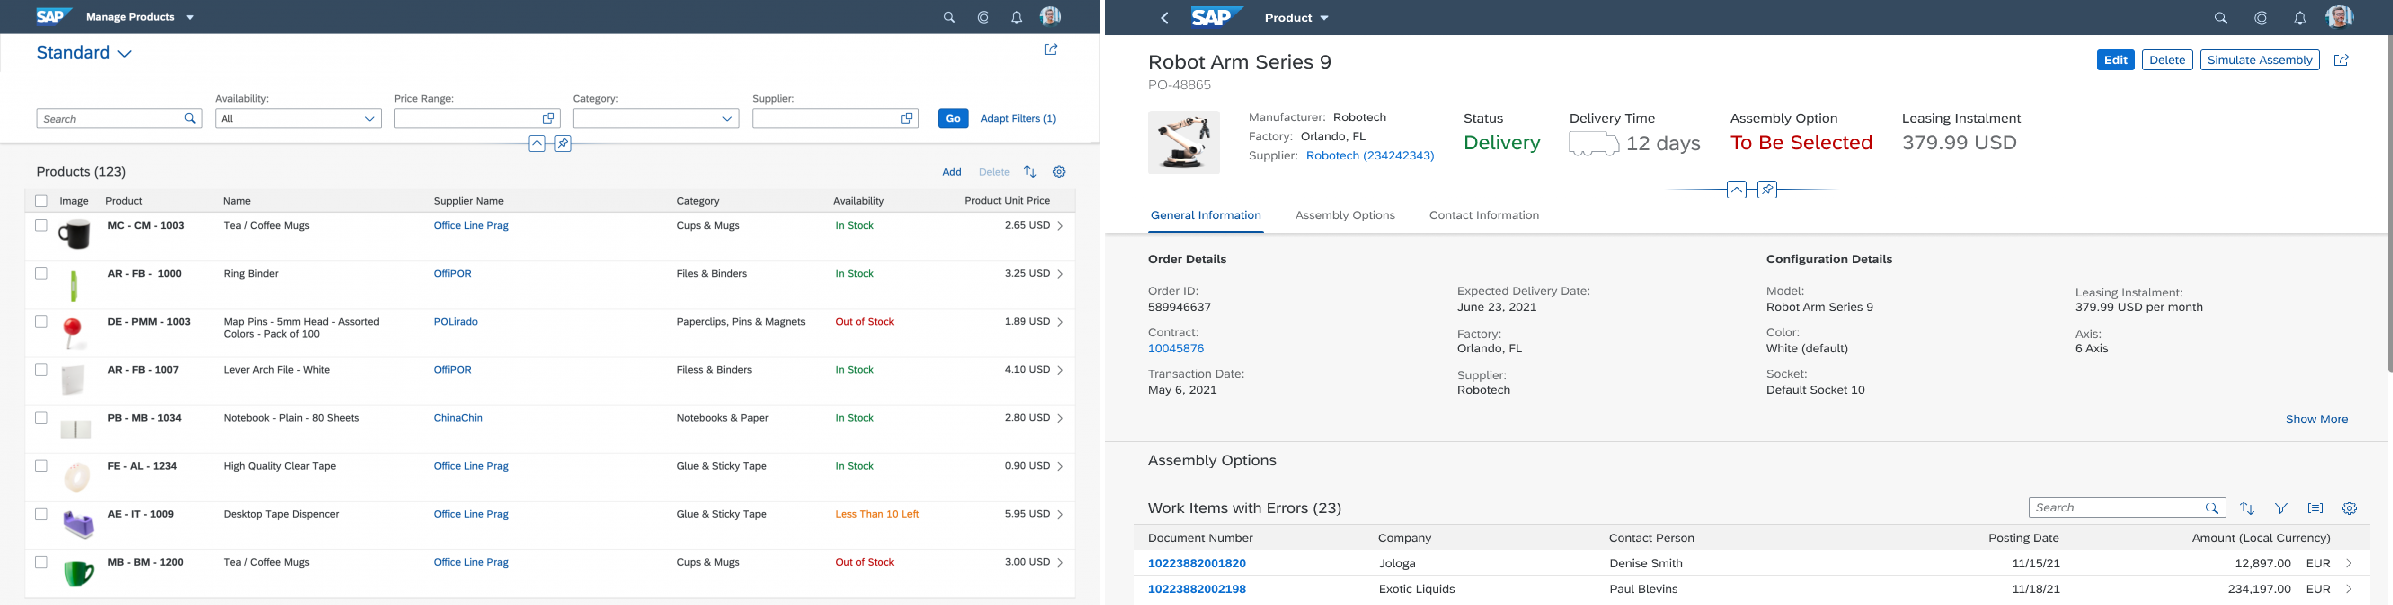 SAP Manage Products
Standard
Availability: Price Range: Category: Supplier:
Search All Go Adapt Filters (1)
Products (123) Add Delete
Image Product Name Supplier Name Category Availability Product Unit Price
MC - CM - 1003 Tea / Coffee Mugs Office Line Prag Cups & Mugs In Stock 2.65 USD
AR - FB - 1000 Ring Binder OffiPOR Files & Binders In Stock 3.25 USD
DE - PMM - 1003 Map Pins - 5mm Head - Assorted Colors - Pack of 100 POLirado Paperclips, Pins & Magnets Out of Stock 1.89 USD
AR - FB - 1007 Lever Arch File - White OffiPOR Filess & Binders In Stock 4.10 USD
PB - MB - 1034 Notebook - Plain - 80 Sheets ChinaChin Notebooks & Paper In Stock 2.80 USD
FE - AL - 1234 High Quality Clear Tape Office Line Prag Glue & Sticky Tape In Stock 0.90 USD
AE - IT - 1009 Desktop Tape Dispencer Office Line Prag Glue & Sticky Tape Less Than 10 Left 5.95 USD
MB - BM - 1200 Tea / Coffee Mugs Office Line Prag Cups & Mugs Out of Stock 3.00 USD
SAP Product
Robot Arm Series 9 Edit Delete Simulate Assembly
PO-48865
Manufacturer: Robotech Status Delivery Time Assembly Option Leasing Instalment
Factory: Orlando, FL Delivery 12 days To Be Selected 379.99 USD
Supplier: Robotech (234242343)
General Information Assembly Options Contact Information
Order Details Configuration Details
Order ID: Expected Delivery Date: Model: Leasing Instalment:
589946637 June 23, 2021 Robot Arm Series 9 379.99 USD per month
Contract: Factory: Color: Axis:
10045876 Orlando, FL White (default) 6 Axis
Transaction Date: Supplier: Socket:
May 6, 2021 Robotech Default Socket 10
Show More
Assembly Options
Work Items with Errors (23) Search
Document Number Company Contact Person Posting Date Amount (Local Currency)
10223882001820 Jologa Denise Smith 11/15/21 12,897.00 EUR
10223882002198 Exotic Liquids Paul Blevins 11/18/21 234,197.00 EUR